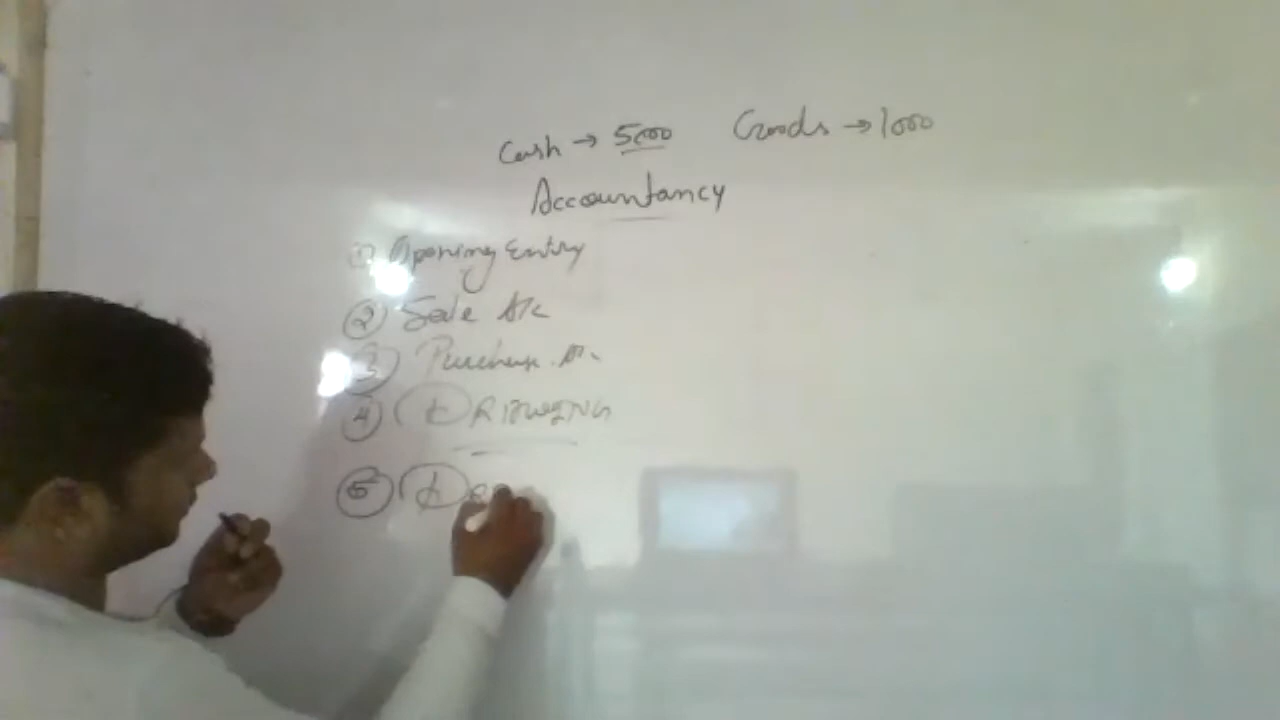 Cash → 5000 Goods → 1000
Accountancy
① Opening Entry
② Sale A/c
③ Purchase A/c
④ DRawings
⑤ De